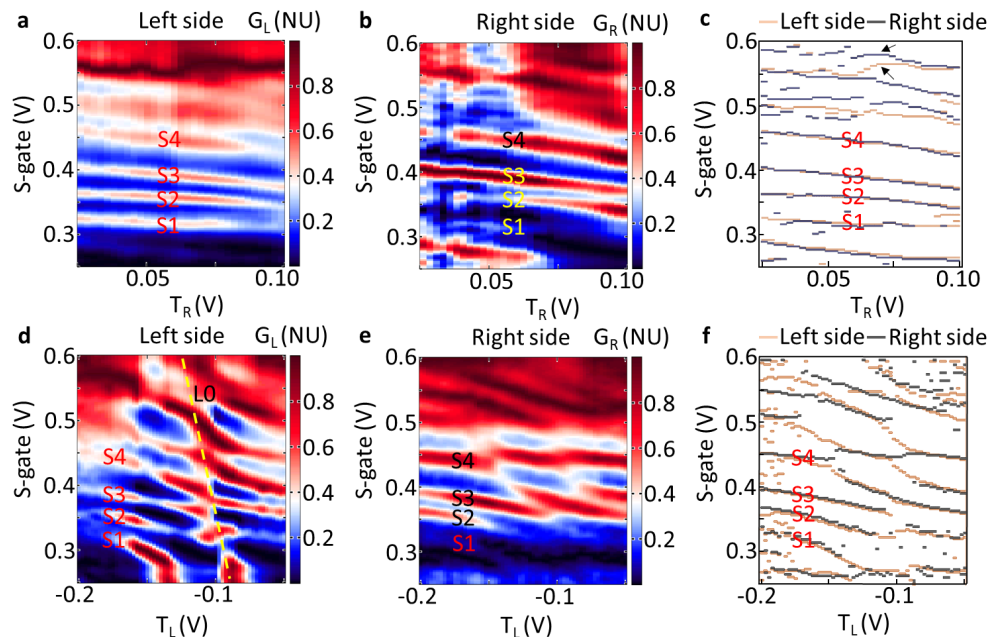 a Left side G_L (NU)
b Right side G_R (NU)
c Left side Right side
S-gate (V)
0.6
0.5
0.4
0.3
S4
S3
S2
S1
0.05 0.10
T_R (V)
0.8
0.6
0.4
0.2
S-gate (V)
0.6
0.5
0.4
0.3
S4
S3
S2
S1
0.05 0.10
T_R (V)
0.8
0.6
0.4
0.2
S-gate (V)
0.6
0.5
0.4
0.3
S4
S3
S2
S1
0.05 0.10
T_R (V)
d Left side G_L (NU)
e Right side G_R (NU)
f Left side Right side
S-gate (V)
0.6
0.5
0.4
0.3
L0
S4
S3
S2
S1
-0.2 -0.1
T_L (V)
0.8
0.6
0.4
0.2
S-gate (V)
0.6
0.5
0.4
0.3
S4
S3
S2
S1
-0.2 -0.1
T_L (V)
0.8
0.6
0.4
0.2
S-gate (V)
0.6
0.5
0.4
0.3
S4
S3
S2
S1
-0.2 -0.1
T_L (V)